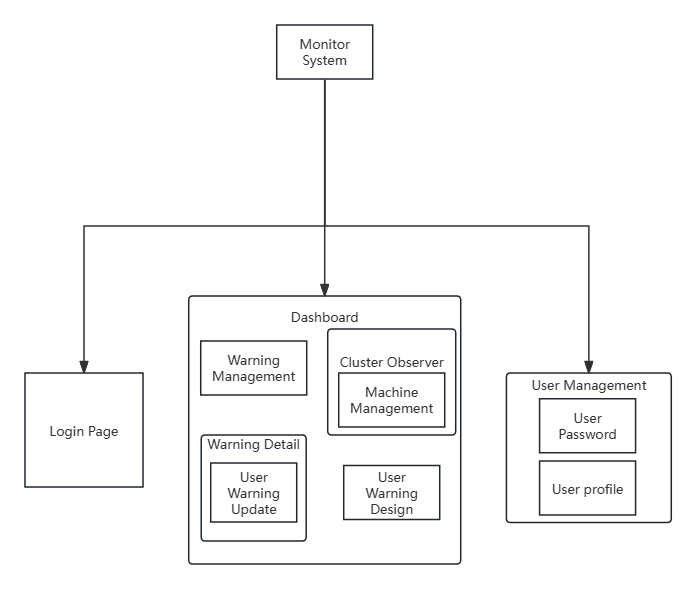 Monitor
System
Dashboard
Warning
Management
Cluster Observer
Machine
Management
Login Page
Warning Detail
User
Warning
Update
User
Warning
Design
User Management
User
Password
User profile